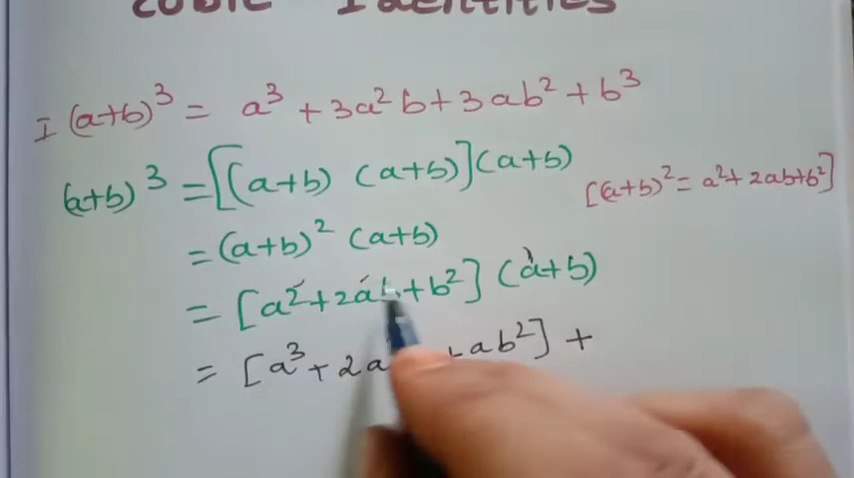 Cubic Identities
I (a+b)³ = a³ + 3a²b + 3ab² + b³
(a+b)³ = [(a+b) (a+b)](a+b) [(a+b)² = a² + 2ab + b²]
= (a+b)² (a+b)
= [a² + 2ab + b²] (a+b)
= [a³ + 2a + ab²] +